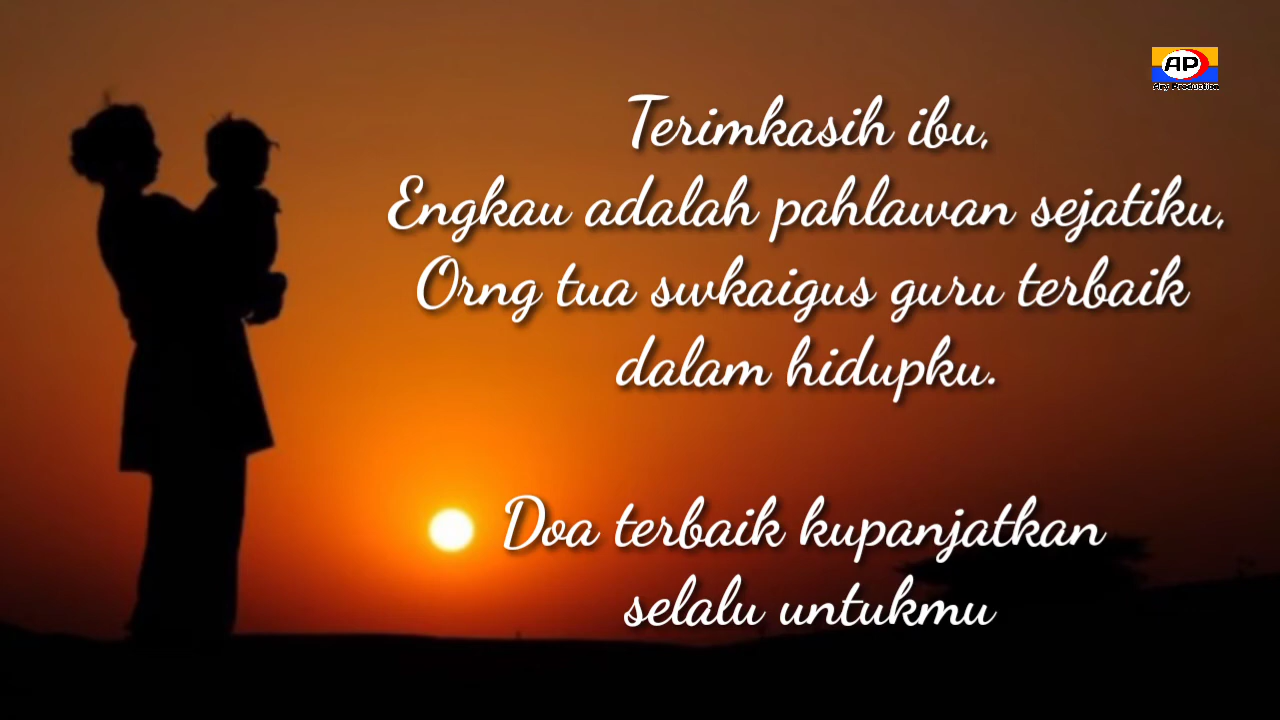 AP
Terimkasih ibu,
Engkau adalah pahlawan sejatiku,
Orng tua swkaigus guru terbaik
dalam hidupku.
Doa terbaik kupanjatkan
selalu untukmu